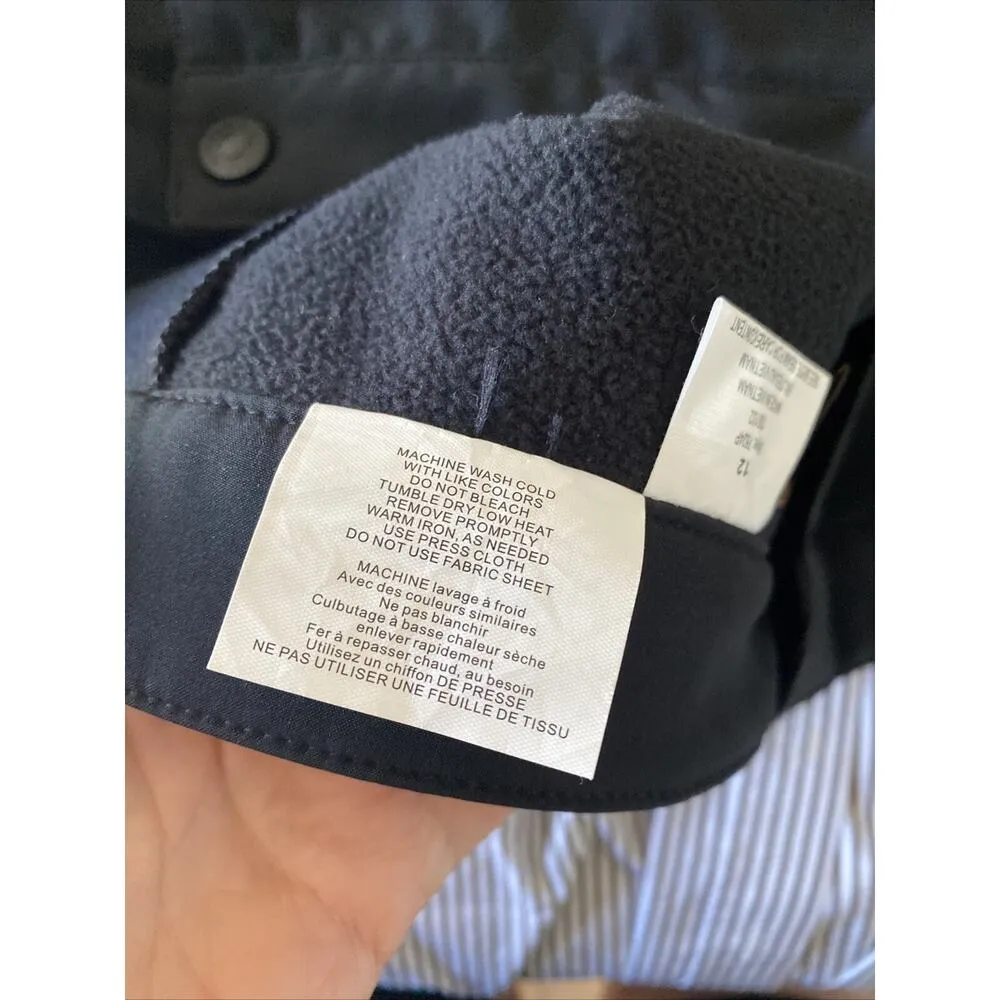 MACHINE WASH COLD
WITH LIKE COLORS
DO NOT BLEACH
TUMBLE DRY LOW HEAT
REMOVE PROMPTLY
WARM IRON, AS NEEDED
USE PRESS CLOTH
DO NOT USE FABRIC SHEET
MACHINE lavage à froid
Avec des couleurs similaires
Ne pas blanchir
Culbutage à basse chaleur sèche
enlever rapidement
Fer à repasser chaud, au besoin
Utilisez un chiffon DE PRESSE
NE PAS UTILISER UNE FEUILLE DE TISSU
12
VIETNAM